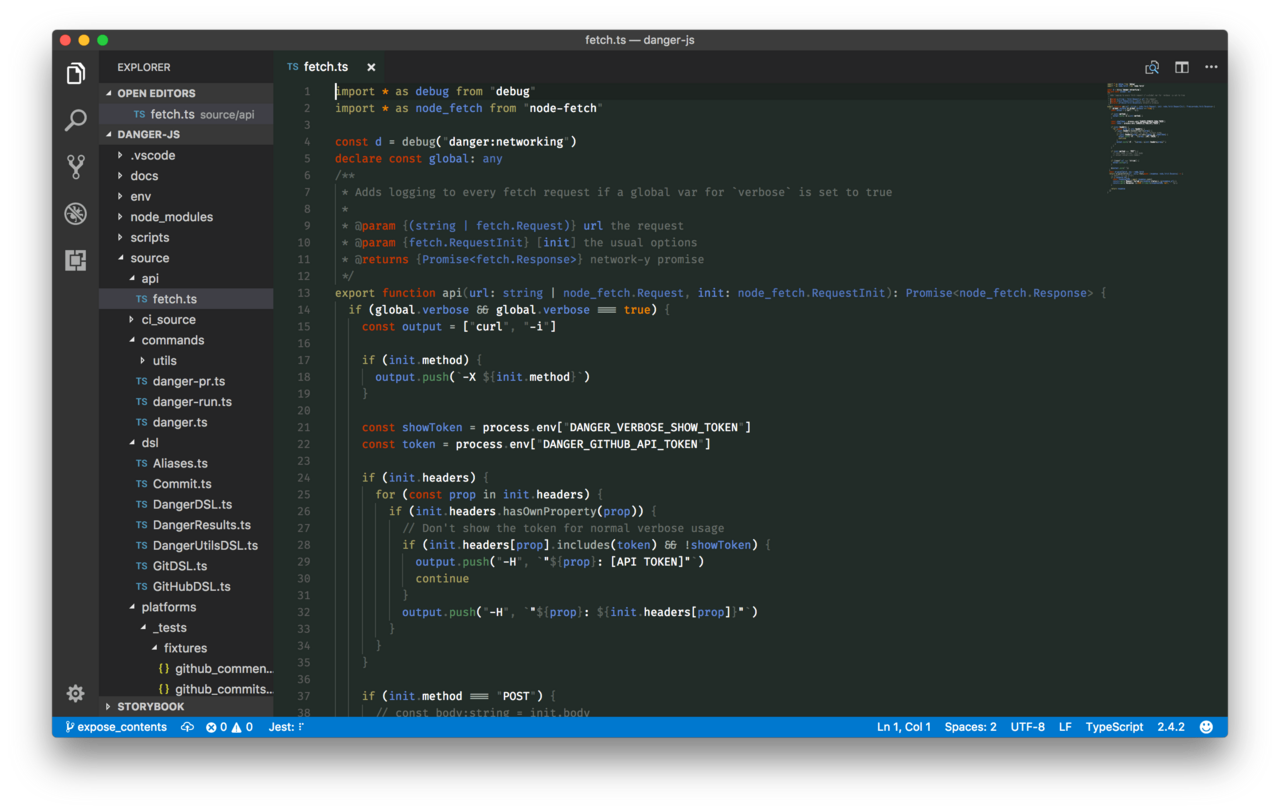 fetch.ts — danger-js
EXPLORER
OPEN EDITORS
TS fetch.ts source/api
DANGER-JS
.vscode
docs
env
node_modules
scripts
source
api
TS fetch.ts
ci_source
commands
utils
TS danger-pr.ts
TS danger-run.ts
TS danger.ts
dsl
TS Aliases.ts
TS Commit.ts
TS DangerDSL.ts
TS DangerResults.ts
TS DangerUtilsDSL.ts
TS GitDSL.ts
TS GitHubDSL.ts
platforms
_tests
fixtures
{} github_commen...
{} github_commits...
STORYBOOK
TS fetch.ts ×
1 import * as debug from "debug"
2 import * as node_fetch from "node-fetch"
3
4 const d = debug("danger:networking")
5 declare const global: any
6 /**
7 * Adds logging to every fetch request if a global var for `verbose` is set to true
8 *
9 * @param {(string | fetch.Request)} url the request
10 * @param {fetch.RequestInit} [init] the usual options
11 * @returns {Promise<fetch.Response>} network-y promise
12 */
13 export function api(url: string | node_fetch.Request, init: node_fetch.RequestInit): Promise<node_fetch.Response> {
14 if (global.verbose && global.verbose === true) {
15 const output = ["curl", "-i"]
16
17 if (init.method) {
18 output.push(`-X ${init.method}`)
19 }
20
21 const showToken = process.env["DANGER_VERBOSE_SHOW_TOKEN"]
22 const token = process.env["DANGER_GITHUB_API_TOKEN"]
23
24 if (init.headers) {
25 for (const prop in init.headers) {
26 if (init.headers.hasOwnProperty(prop)) {
27 // Don't show the token for normal verbose usage
28 if (init.headers[prop].includes(token) && !showToken) {
29 output.push("-H", `"${prop}: [API TOKEN]"`)
30 continue
31 }
32 output.push("-H", `"${prop}: ${init.headers[prop]}"`)
33 }
34 }
35 }
36
37 if (init.method === "POST") {
38 // const body:string = init.body
expose_contents 0 0 Jest:
Ln 1, Col 1 Spaces: 2 UTF-8 LF TypeScript 2.4.2